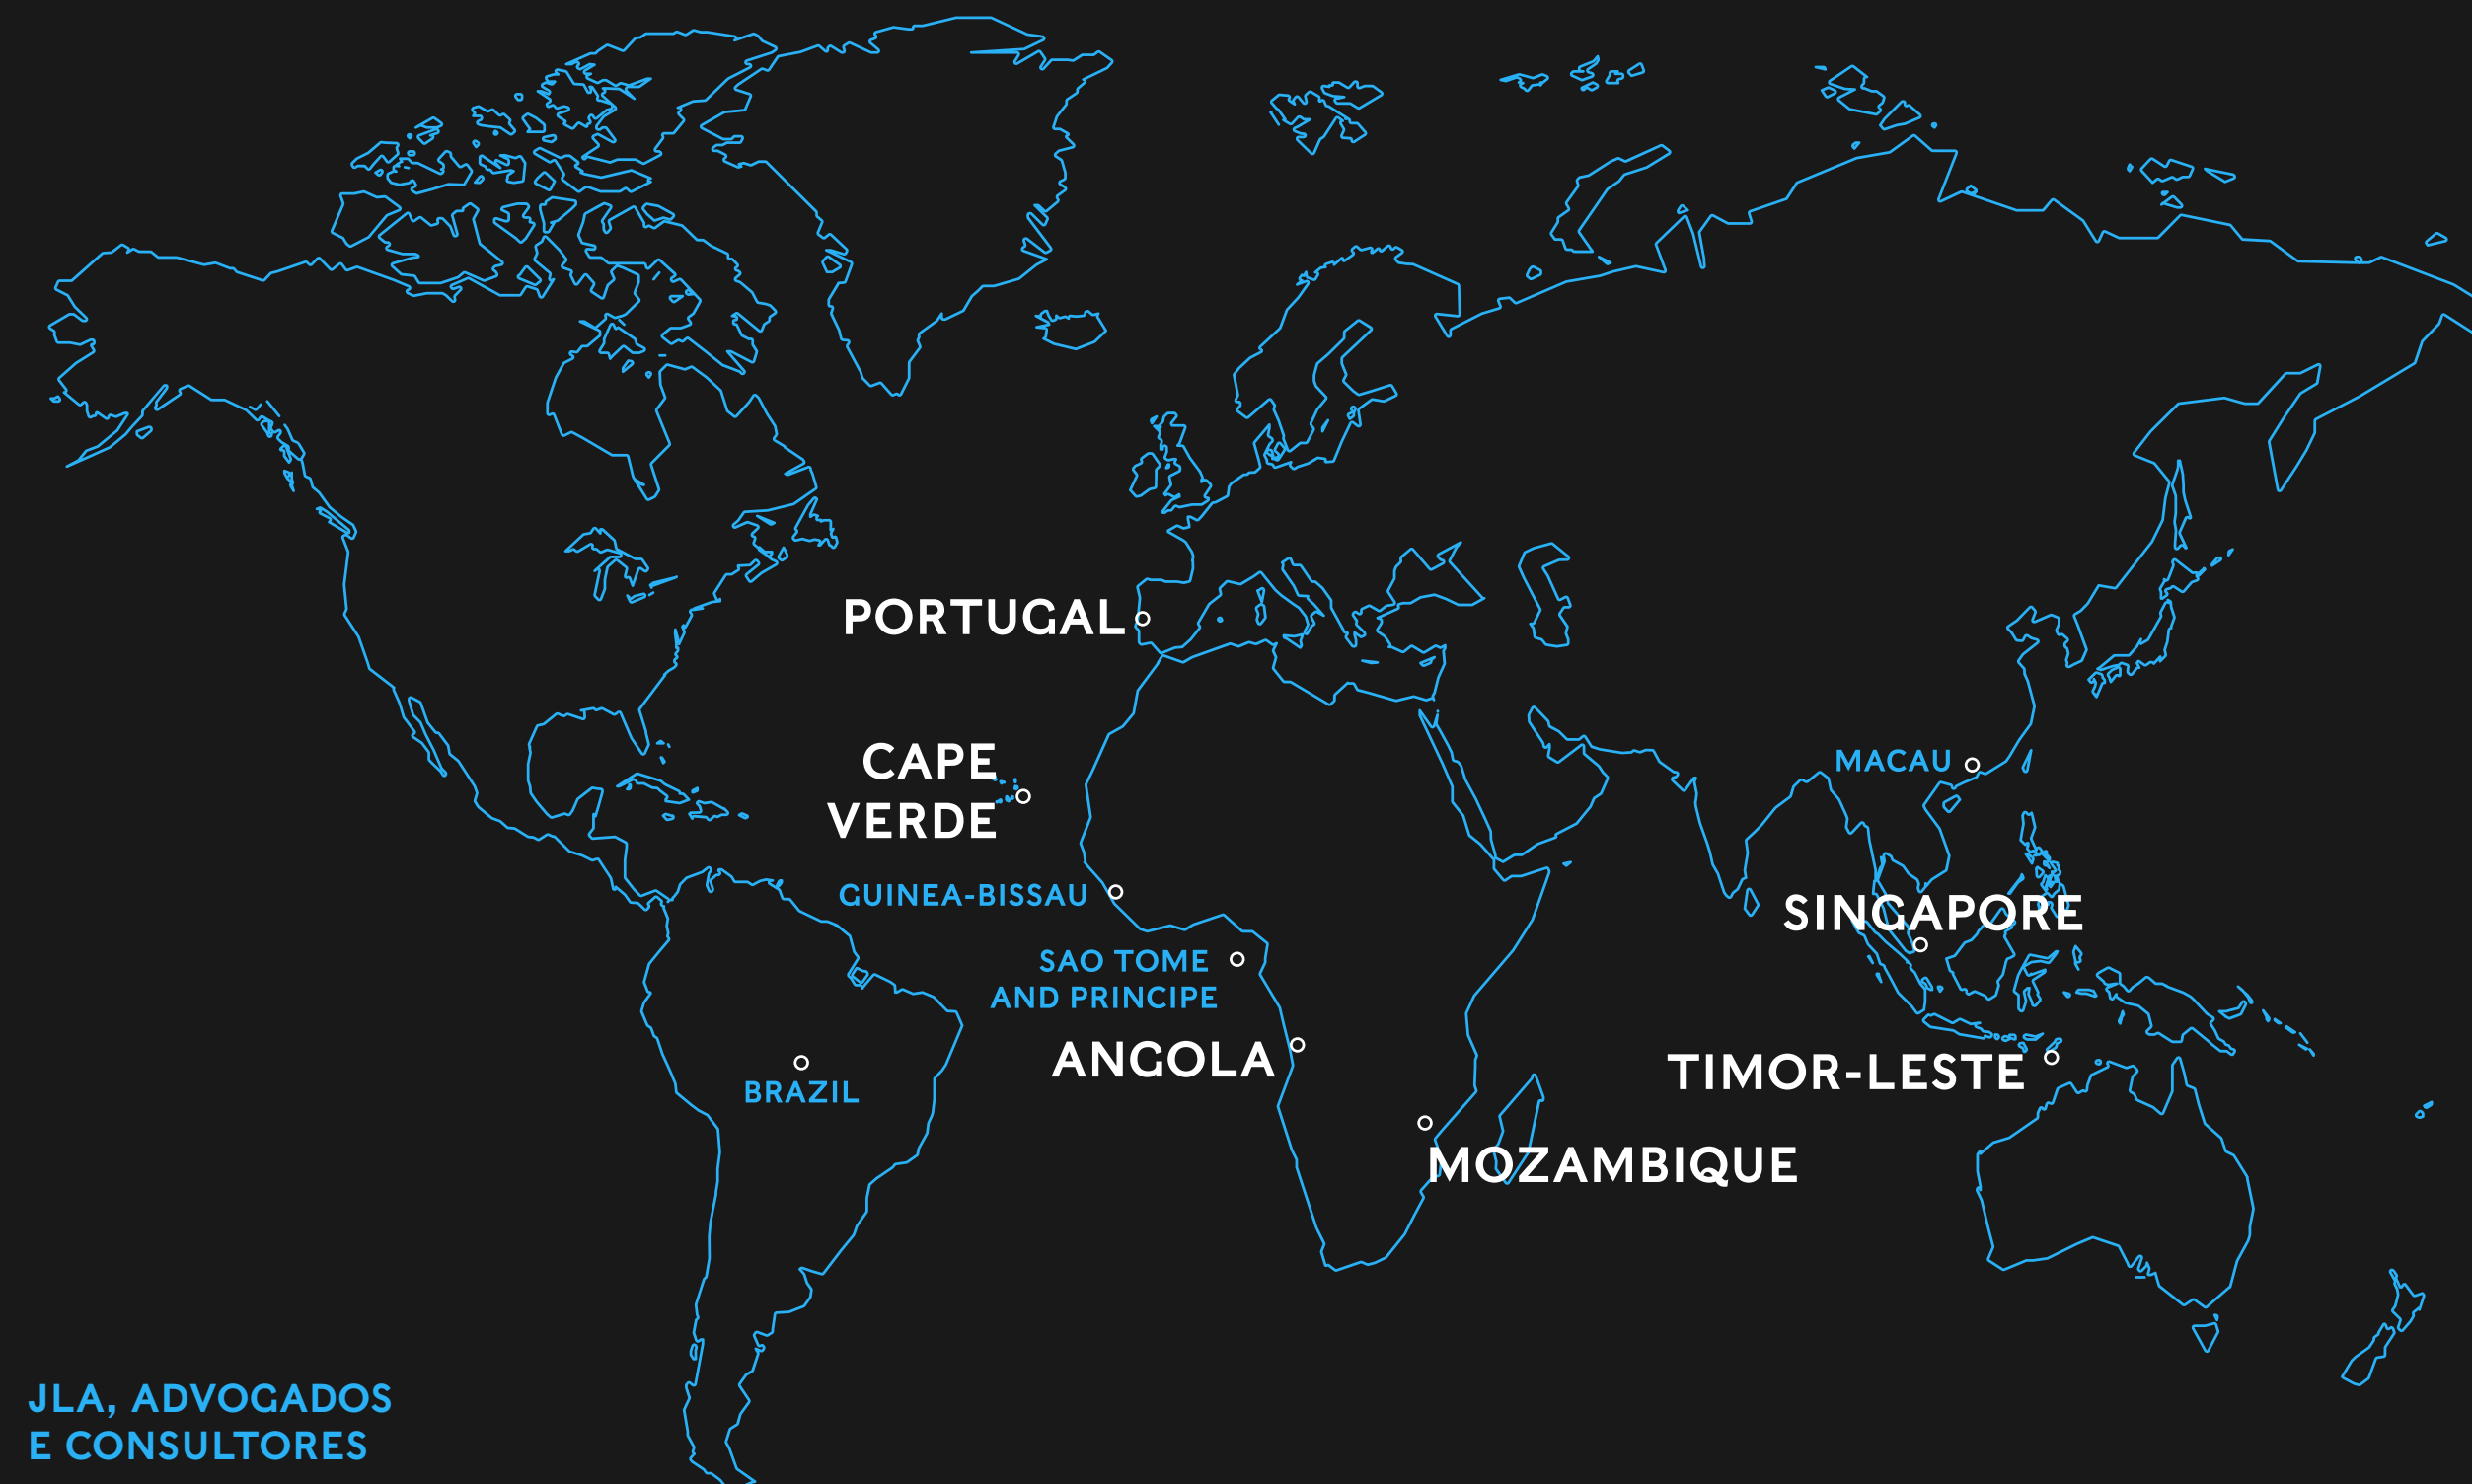 PORTUGAL
CAPE
VERDE
MACAU
GUINEA-BISSAU
SINGAPORE
SAO TOME
AND PRINCIPE
ANGOLA
TIMOR-LESTE
BRAZIL
MOZAMBIQUE
JLA, ADVOGADOS
E CONSULTORES